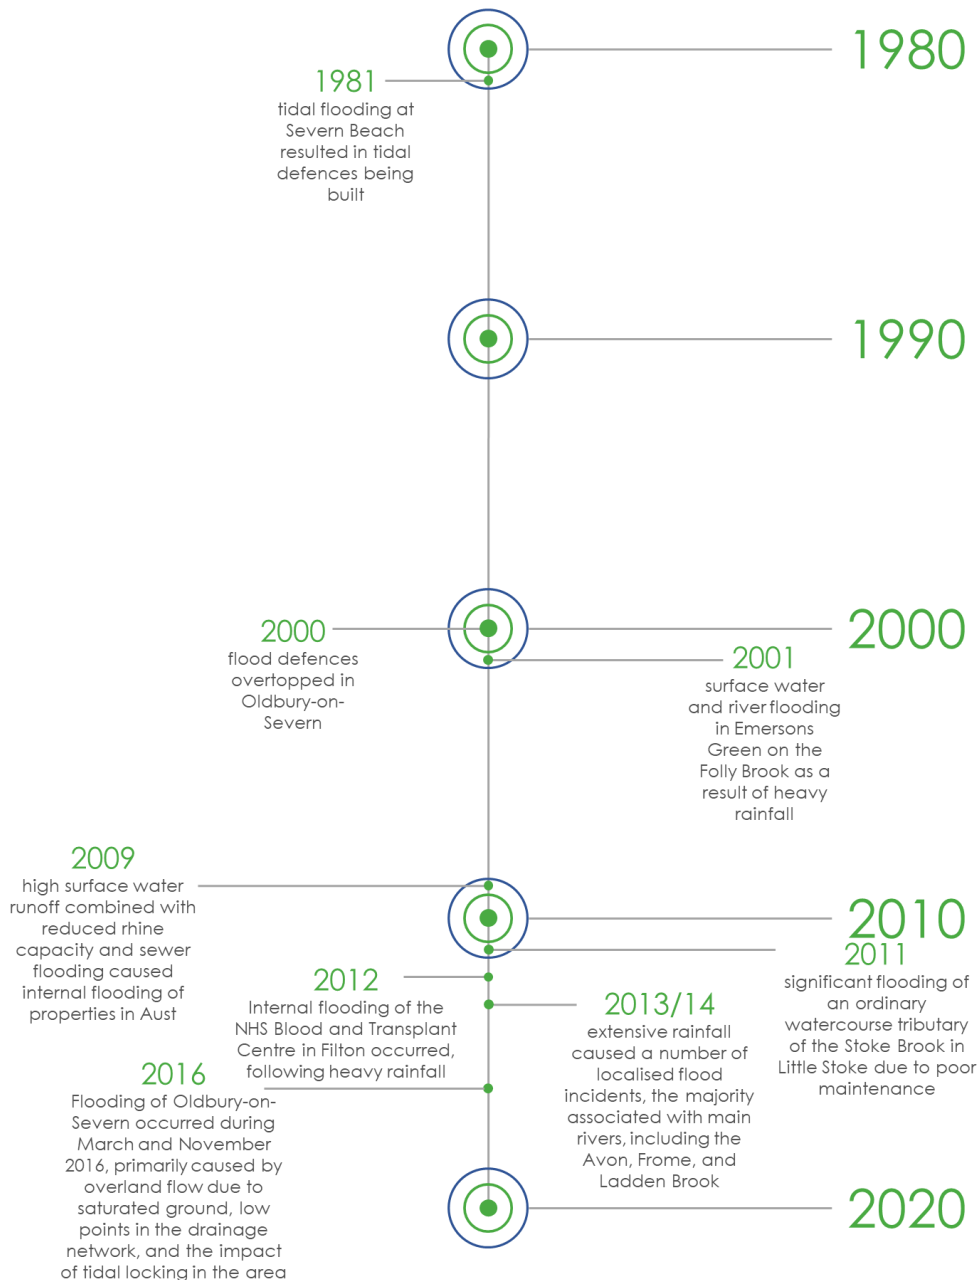 1980
1981
tidal flooding at
Severn Beach
resulted in tidal
defences being
built
1990
2000
2000
flood defences
overtopped in
Oldbury-on-
Severn
2001
surface water
and river flooding
in Emersons
Green on the
Folly Brook as a
result of heavy
rainfall
2009
high surface water
runoff combined with
reduced rhine
capacity and sewer
flooding caused
internal flooding of
properties in Aust
2010
2011
significant flooding of
an ordinary
watercourse tributary
of the Stoke Brook in
Little Stoke due to poor
maintenance
2012
Internal flooding of the
NHS Blood and Transplant
Centre in Filton occurred,
following heavy rainfall
2013/14
extensive rainfall
caused a number of
localised flood
incidents, the majority
associated with main
rivers, including the
Avon, Frome, and
Ladden Brook
2016
Flooding of Oldbury-on-
Severn occurred during
March and November
2016, primarily caused by
overland flow due to
saturated ground, low
points in the drainage
network, and the impact
of tidal locking in the area
2020